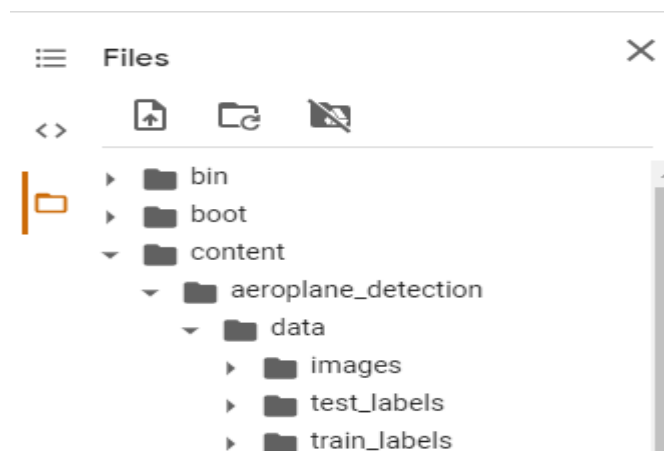 Files
< >
bin
boot
content
aeroplane_detection
data
images
test_labels
train_labels